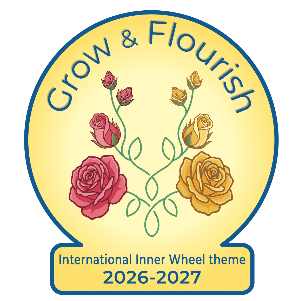 Grow & Flourish
International Inner Wheel theme
2026-2027